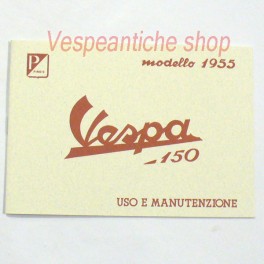 Vespeantiche shop
modello 1955
P
Vespa
150
USO E MANUTENZIONE